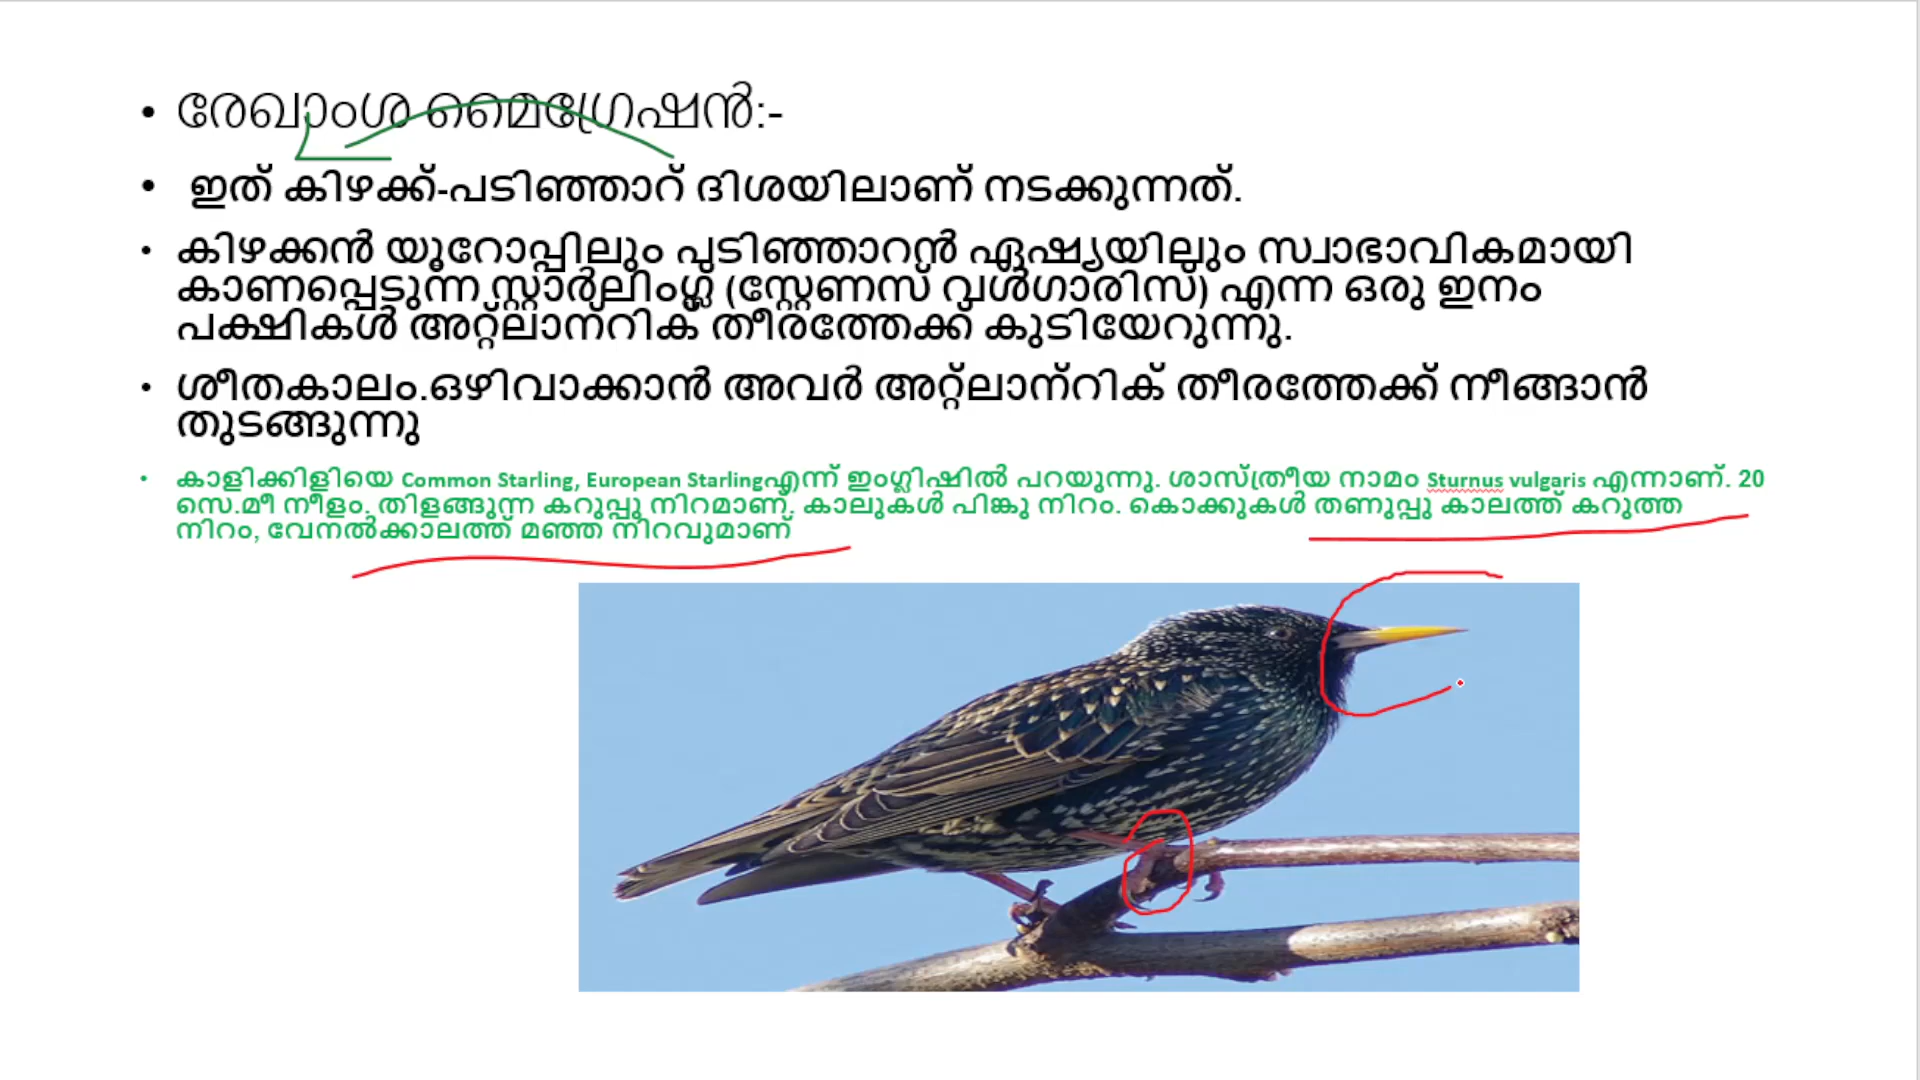 • രേഖാംശ മൈഗ്രേഷൻ:-
• ഇത് കിഴക്ക്-പടിഞ്ഞാറ് ദിശയിലാണ് നടക്കുന്നത്.
• കിഴക്കൻ യൂറോപ്പിലും പടിഞ്ഞാറൻ ഏഷ്യയിലും സ്വാഭാവികമായി
കാണപ്പെടുന്ന സ്റ്റാർലിംഗ്ല് (സ്റ്റേണസ് വൾഗാരിസ്) എന്ന ഒരു ഇനം
പക്ഷികൾ അറ്റ്ലാന്റിക് തീരത്തേക്ക് കുടിയേറുന്നു.
• ശീതകാലം.ഒഴിവാക്കാൻ അവർ അറ്റ്ലാന്റിക് തീരത്തേക്ക് നീങ്ങാൻ
തുടങ്ങുന്നു
• കാളിക്കിളിയെ Common Starling, European Starlingഎന്ന് ഇംഗ്ലിഷിൽ പറയുന്നു. ശാസ്ത്രീയ നാമം Sturnus vulgaris എന്നാണ്. 20
സെ.മീ നീളം. തിളങ്ങുന്ന കറുപ്പു നിറമാണ്. കാലുകൾ പിങ്കു നിറം. കൊക്കുകൾ തണുപ്പു കാലത്ത് കറുത്ത
നിറം, വേനൽക്കാലത്ത് മഞ്ഞ നിറവുമാണ്